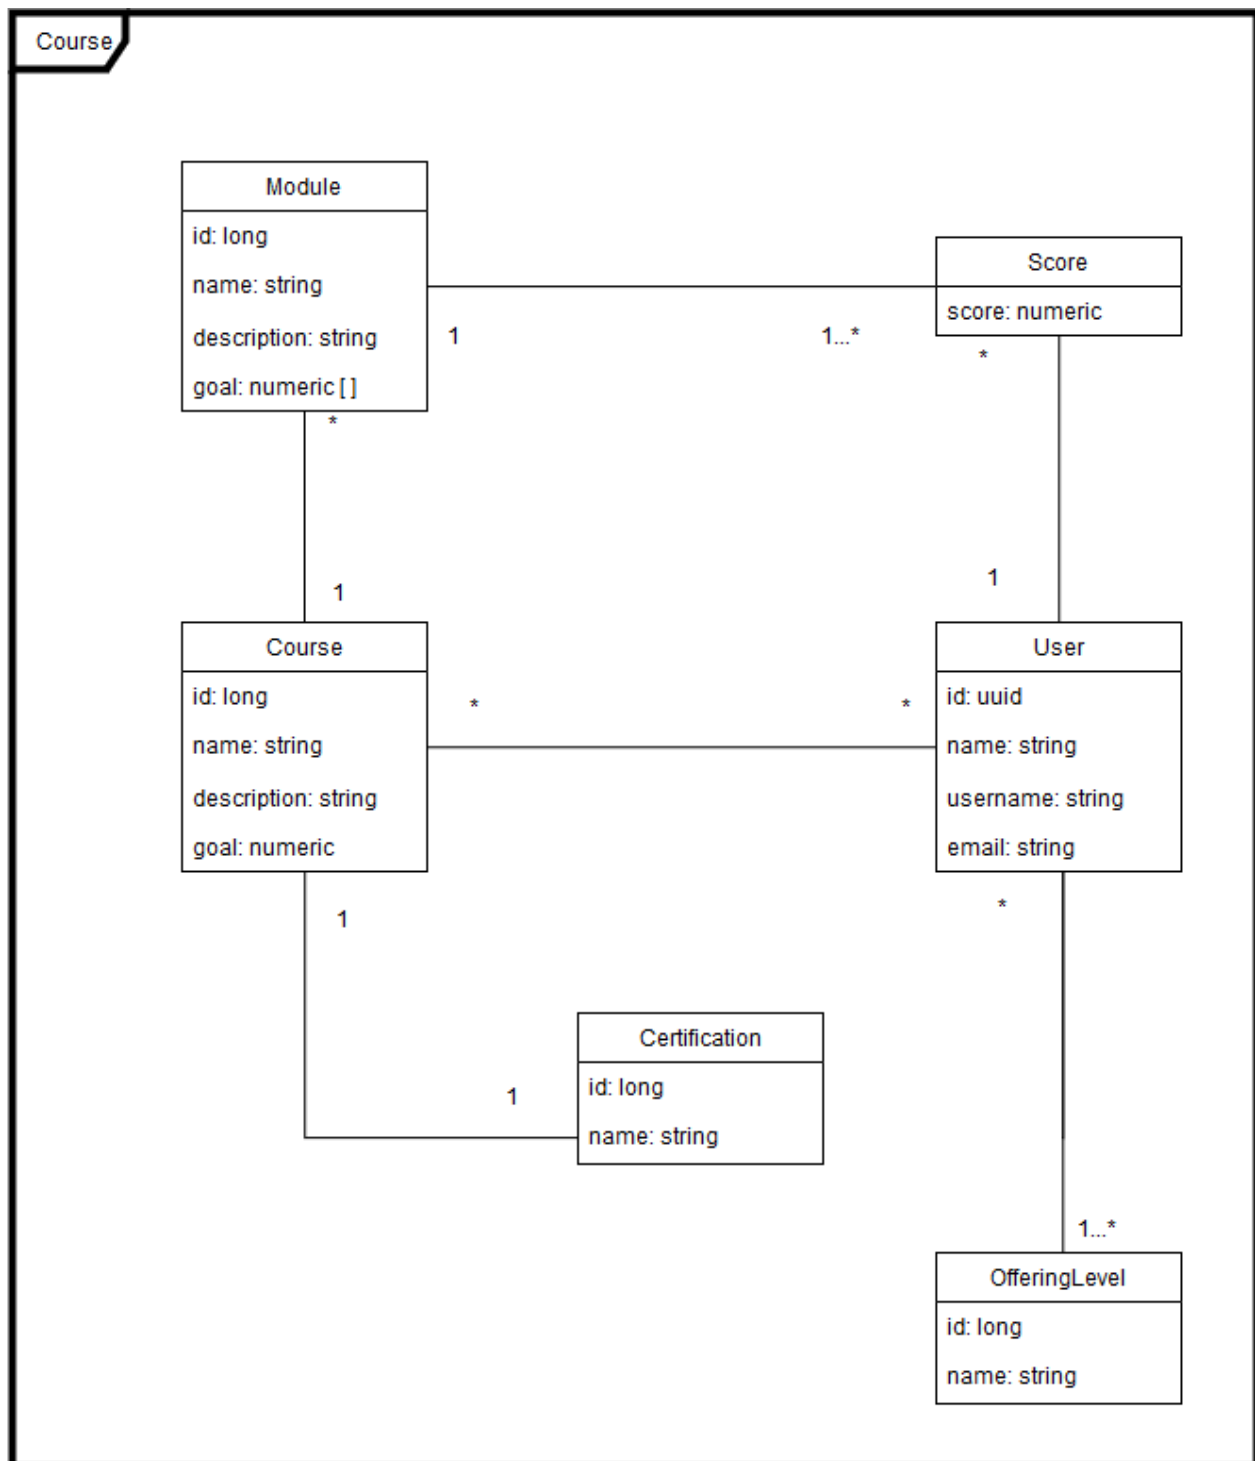 Course
Module
id: long
name: string
description: string
goal: numeric [ ]
Score
score: numeric
1
1...*
*
*
1
1
Course
id: long
name: string
description: string
goal: numeric
User
id: uuid
name: string
username: string
email: string
*
*
1
*
Certification
id: long
name: string
1
1...*
OfferingLevel
id: long
name: string